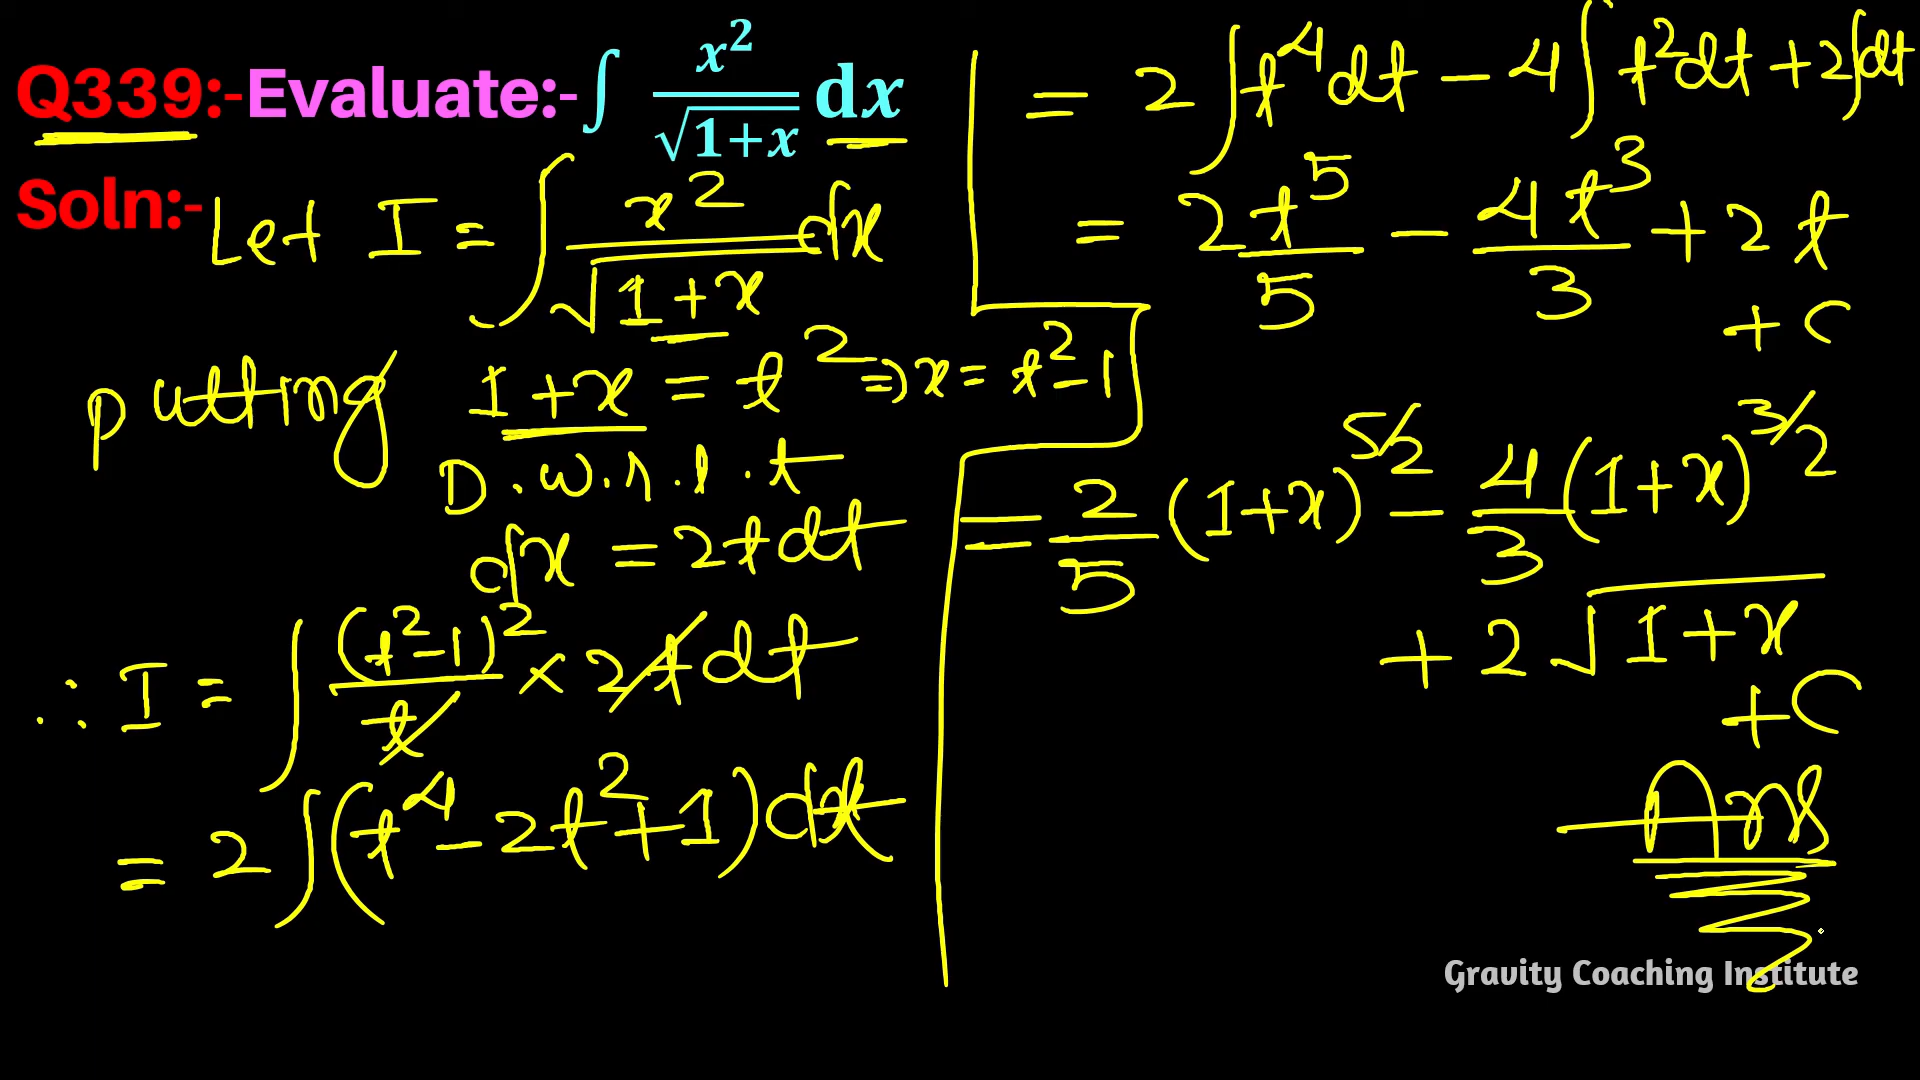 Q339:-Evaluate:-∫ x²/√(1+x) dx
Soln:- Let I = ∫ x²/√(1+x) dx
putting 1+x = t² ⇒ x = t²-1
D.w.r.t.t
dx = 2tdt
∴ I = ∫ (t²-1)²/t × 2t dt
= 2∫(t⁴ - 2t² + 1)dt
= 2∫t⁴dt - 4∫t²dt + 2∫dt
= 2t⁵/5 - 4t³/3 + 2t
+ C
= 2/5 (1+x)^5/2 - 4/3 (1+x)^3/2
+ 2√(1+x)
+ C
Ans
Gravity Coaching Institute